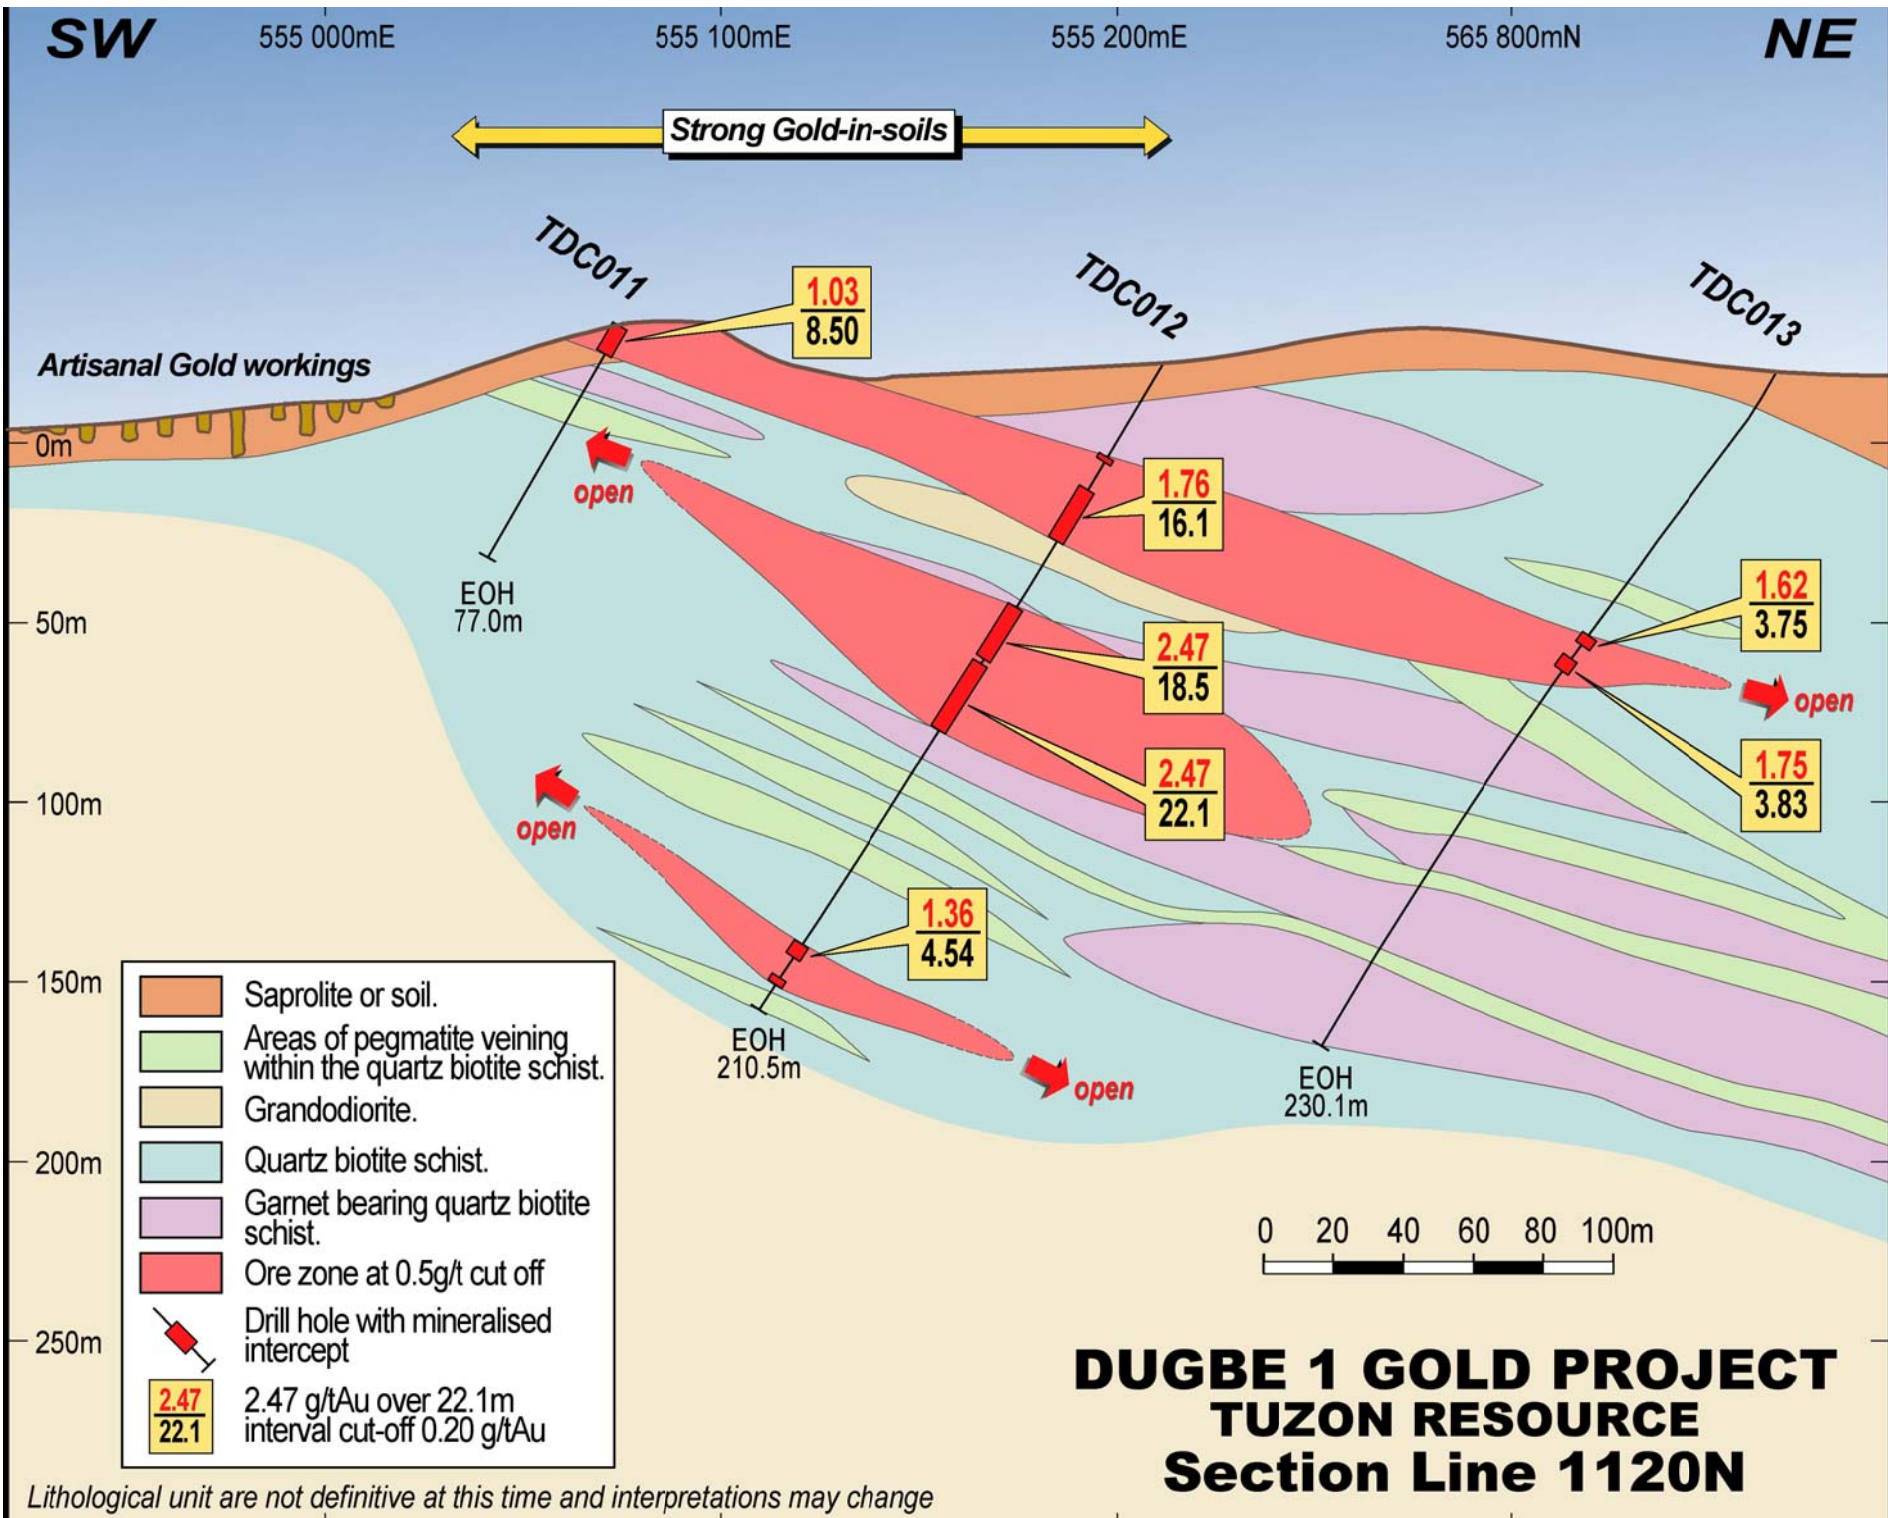 SW
555 000mE
555 100mE
555 200mE
565 800mN
NE
Strong Gold-in-soils
TDC011
TDC012
TDC013
1.03
8.50
Artisanal Gold workings
0m
open
1.76
16.1
EOH
77.0m
50m
1.62
3.75
2.47
18.5
open
1.75
3.83
2.47
22.1
100m
open
1.36
4.54
150m
EOH
210.5m
open
EOH
230.1m
200m
250m
Saprolite or soil.
Areas of pegmatite veining
within the quartz biotite schist.
Grandodiorite.
Quartz biotite schist.
Garnet bearing quartz biotite
schist.
Ore zone at 0.5g/t cut off
Drill hole with mineralised
intercept
2.47
22.1
2.47 g/tAu over 22.1m
interval cut-off 0.20 g/tAu
0 20 40 60 80 100m
DUGBE 1 GOLD PROJECT
TUZON RESOURCE
Section Line 1120N
Lithological unit are not definitive at this time and interpretations may change